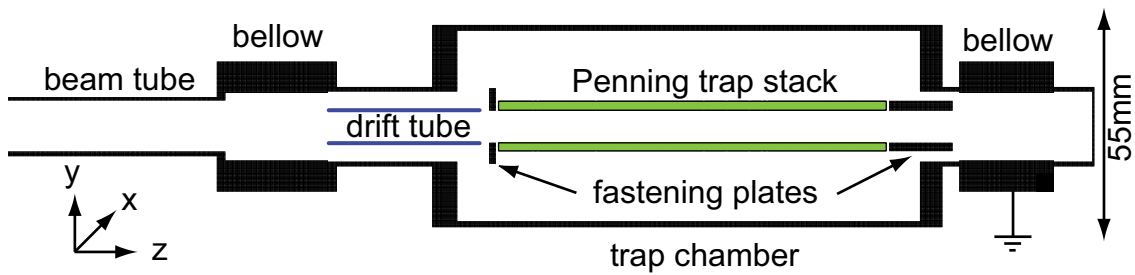 bellow
bellow
beam tube
Penning trap stack
drift tube
55mm
y
x
z
fastening plates
trap chamber